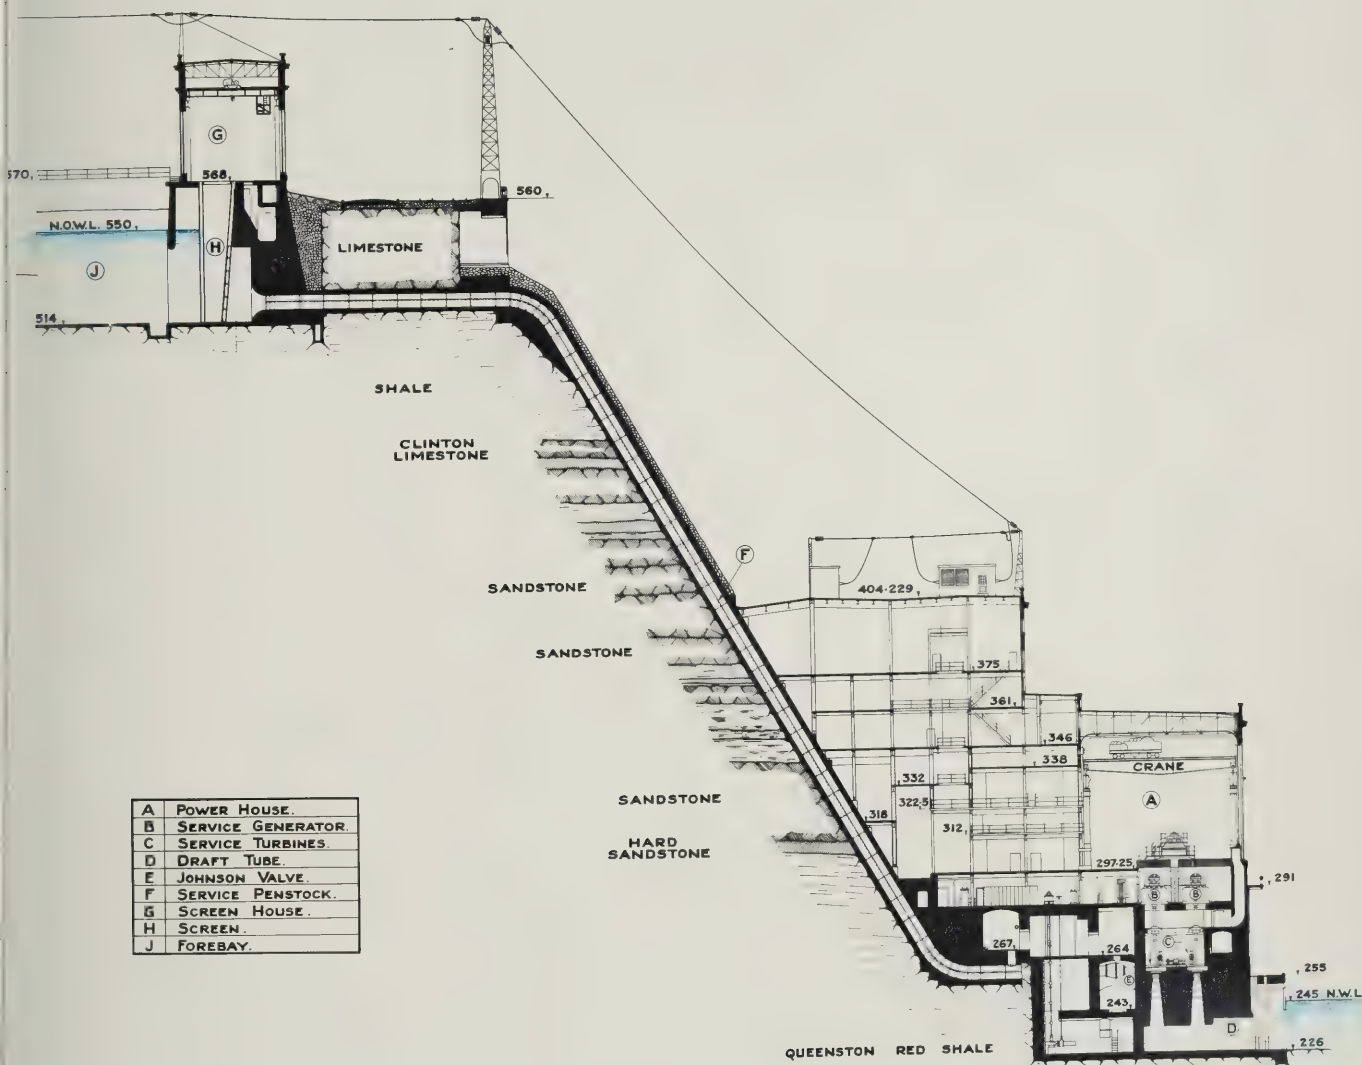 G
570,
568,
560,
N.O.W.L. 550,
H
LIMESTONE
J
514,
SHALE
CLINTON
LIMESTONE
F
SANDSTONE
404·229,
SANDSTONE
375
361,
346
338
CRANE
332
SANDSTONE
322·5
A
318
312,
HARD
SANDSTONE
297·25
291
B
B
267,
264
C
255
E
243,
245 N.W.L
D
226
QUEENSTON RED SHALE
A POWER HOUSE.
B SERVICE GENERATOR.
C SERVICE TURBINES.
D DRAFT TUBE.
E JOHNSON VALVE.
F SERVICE PENSTOCK.
G SCREEN HOUSE.
H SCREEN.
J FOREBAY.